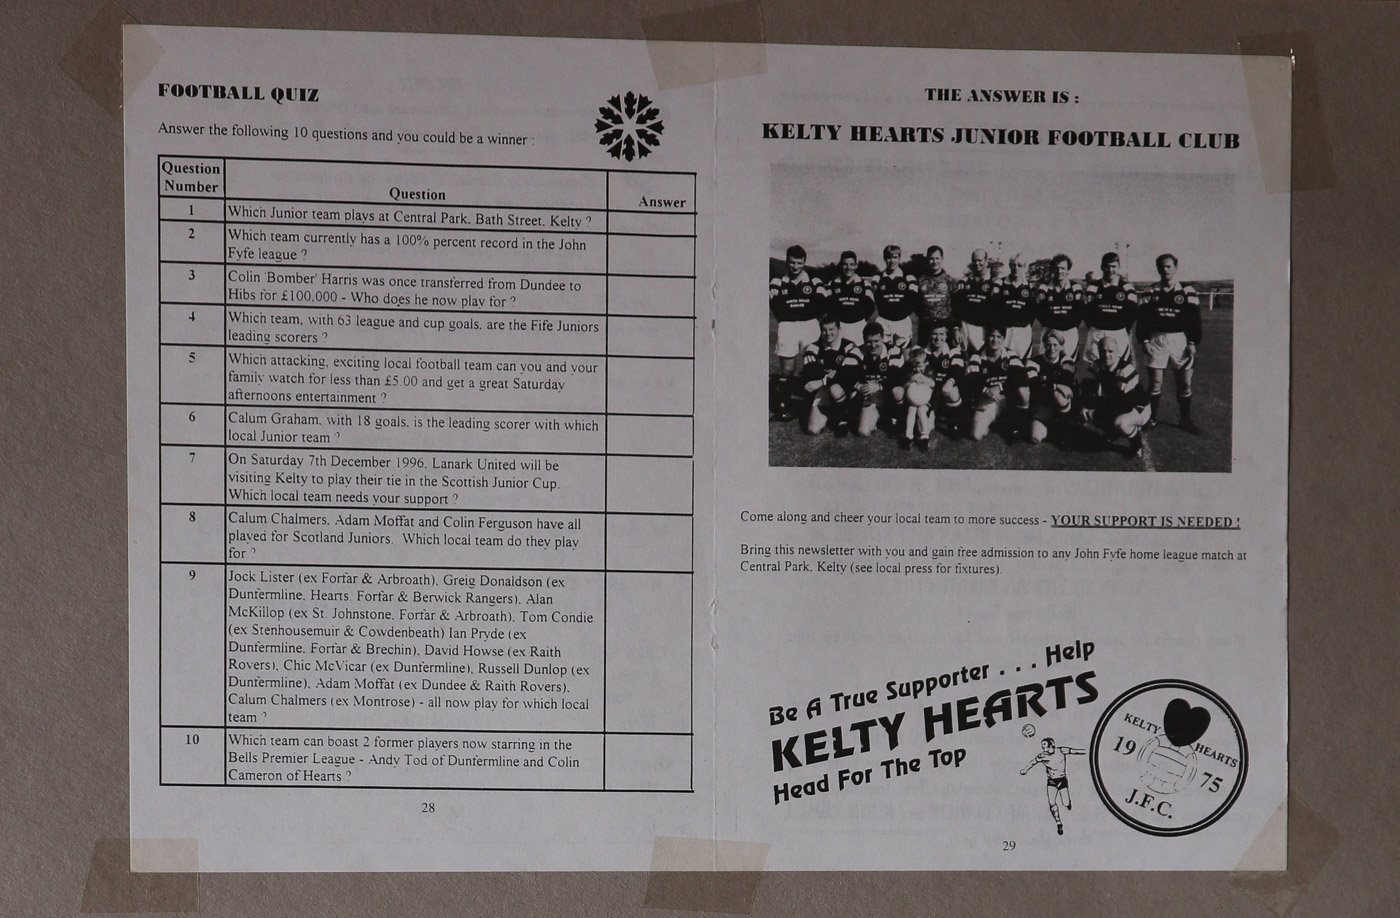 FOOTBALL QUIZ
Answer the following 10 questions and you could be a winner :
Question
Number
Question
Answer
1
Which Junior team plays at Central Park, Bath Street, Kelty ?
2
Which team currently has a 100% percent record in the John
Fyfe league ?
3
Colin 'Bomber' Harris was once transferred from Dundee to
Hibs for £100,000 - Who does he now play for ?
4
Which team, with 63 league and cup goals, are the Fife Juniors
leading scorers ?
5
Which attacking, exciting local football team can you and your
family watch for less than £5.00 and get a great Saturday
afternoons entertainment ?
6
Calum Graham, with 18 goals, is the leading scorer with which
local Junior team ?
7
On Saturday 7th December 1996, Lanark United will be
visiting Kelty to play their tie in the Scottish Junior Cup.
Which local team needs your support ?
8
Calum Chalmers, Adam Moffat and Colin Ferguson have all
played for Scotland Juniors. Which local team do they play
for ?
9
Jock Lister (ex Forfar & Arbroath), Greig Donaldson (ex
Dunfermline, Hearts, Forfar & Berwick Rangers), Alan
McKillop (ex St. Johnstone, Forfar & Arbroath), Tom Condie
(ex Stenhousemuir & Cowdenbeath) Ian Pryde (ex
Dunfermline, Forfar & Brechin), David Howse (ex Raith
Rovers), Chic McVicar (ex Dunfermline), Russell Dunlop (ex
Dunfermline), Adam Moffat (ex Dundee & Raith Rovers),
Calum Chalmers (ex Montrose) - all now play for which local
team ?
10
Which team can boast 2 former players now starring in the
Bells Premier League - Andy Tod of Dunfermline and Colin
Cameron of Hearts ?
28
THE ANSWER IS :
KELTY HEARTS JUNIOR FOOTBALL CLUB
Come along and cheer your local team to more success - YOUR SUPPORT IS NEEDED !
Bring this newsletter with you and gain free admission to any John Fyfe home league match at
Central Park, Kelty (see local press for fixtures).
Be A True Supporter . . . Help
KELTY HEARTS
Head For The Top
KELTY HEARTS
19 75
J.F.C.
29